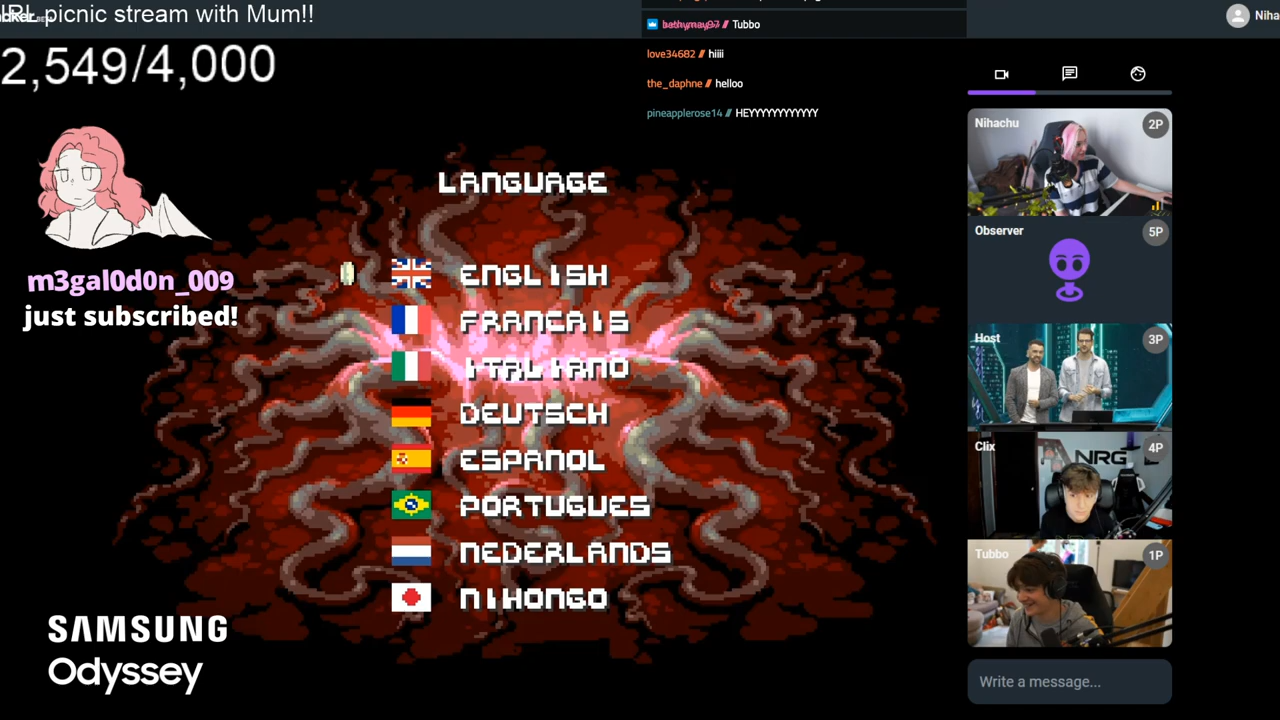 IRL picnic stream with Mum!!
2,549/4,000
Tubbo
love34682 // hiiii
the_daphne // helloo
pineapplerose14 // HEYYYYYYYYYYY
m3gal0d0n_009
just subscribed!
LANGUAGE
ENGLISH
FRANCAIS
ITALIANO
DEUTSCH
ESPANOL
PORTUGUES
NEDERLANDS
NIHONGO
SAMSUNG
Odyssey
Niha
Nihachu 2P
Observer 5P
Host 3P
Clix 4P
NRG
Tubbo 1P
Write a message...